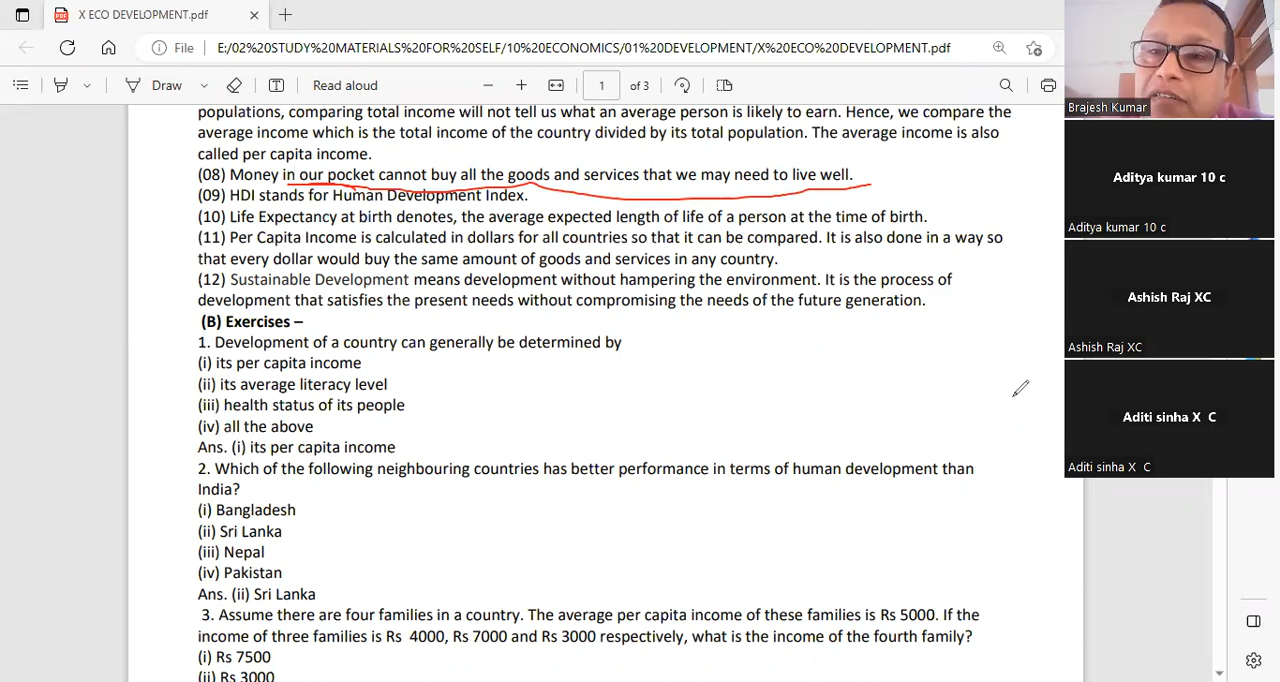 X ECO DEVELOPMENT.pdf
File E:/02%20STUDY%20MATERIALS%20FOR%20SELF/10%20ECONOMICS/01%20DEVELOPMENT/X%20ECO%20DEVELOPMENT.pdf
Draw Read aloud 1 of 3
populations, comparing total income will not tell us what an average person is likely to earn. Hence, we compare the
average income which is the total income of the country divided by its total population. The average income is also
called per capita income.
(08) Money in our pocket cannot buy all the goods and services that we may need to live well.
(09) HDI stands for Human Development Index.
(10) Life Expectancy at birth denotes, the average expected length of life of a person at the time of birth.
(11) Per Capita Income is calculated in dollars for all countries so that it can be compared. It is also done in a way so
that every dollar would buy the same amount of goods and services in any country.
(12) Sustainable Development means development without hampering the environment. It is the process of
development that satisfies the present needs without compromising the needs of the future generation.
(B) Exercises –
1. Development of a country can generally be determined by
(i) its per capita income
(ii) its average literacy level
(iii) health status of its people
(iv) all the above
Ans. (i) its per capita income
2. Which of the following neighbouring countries has better performance in terms of human development than
India?
(i) Bangladesh
(ii) Sri Lanka
(iii) Nepal
(iv) Pakistan
Ans. (ii) Sri Lanka
3. Assume there are four families in a country. The average per capita income of these families is Rs 5000. If the
income of three families is Rs 4000, Rs 7000 and Rs 3000 respectively, what is the income of the fourth family?
(i) Rs 7500
(ii) Rs 3000
Brajesh Kumar
Aditya kumar 10 c
Aditya kumar 10 c
Ashish Raj XC
Ashish Raj XC
Aditi sinha X C
Aditi sinha X C